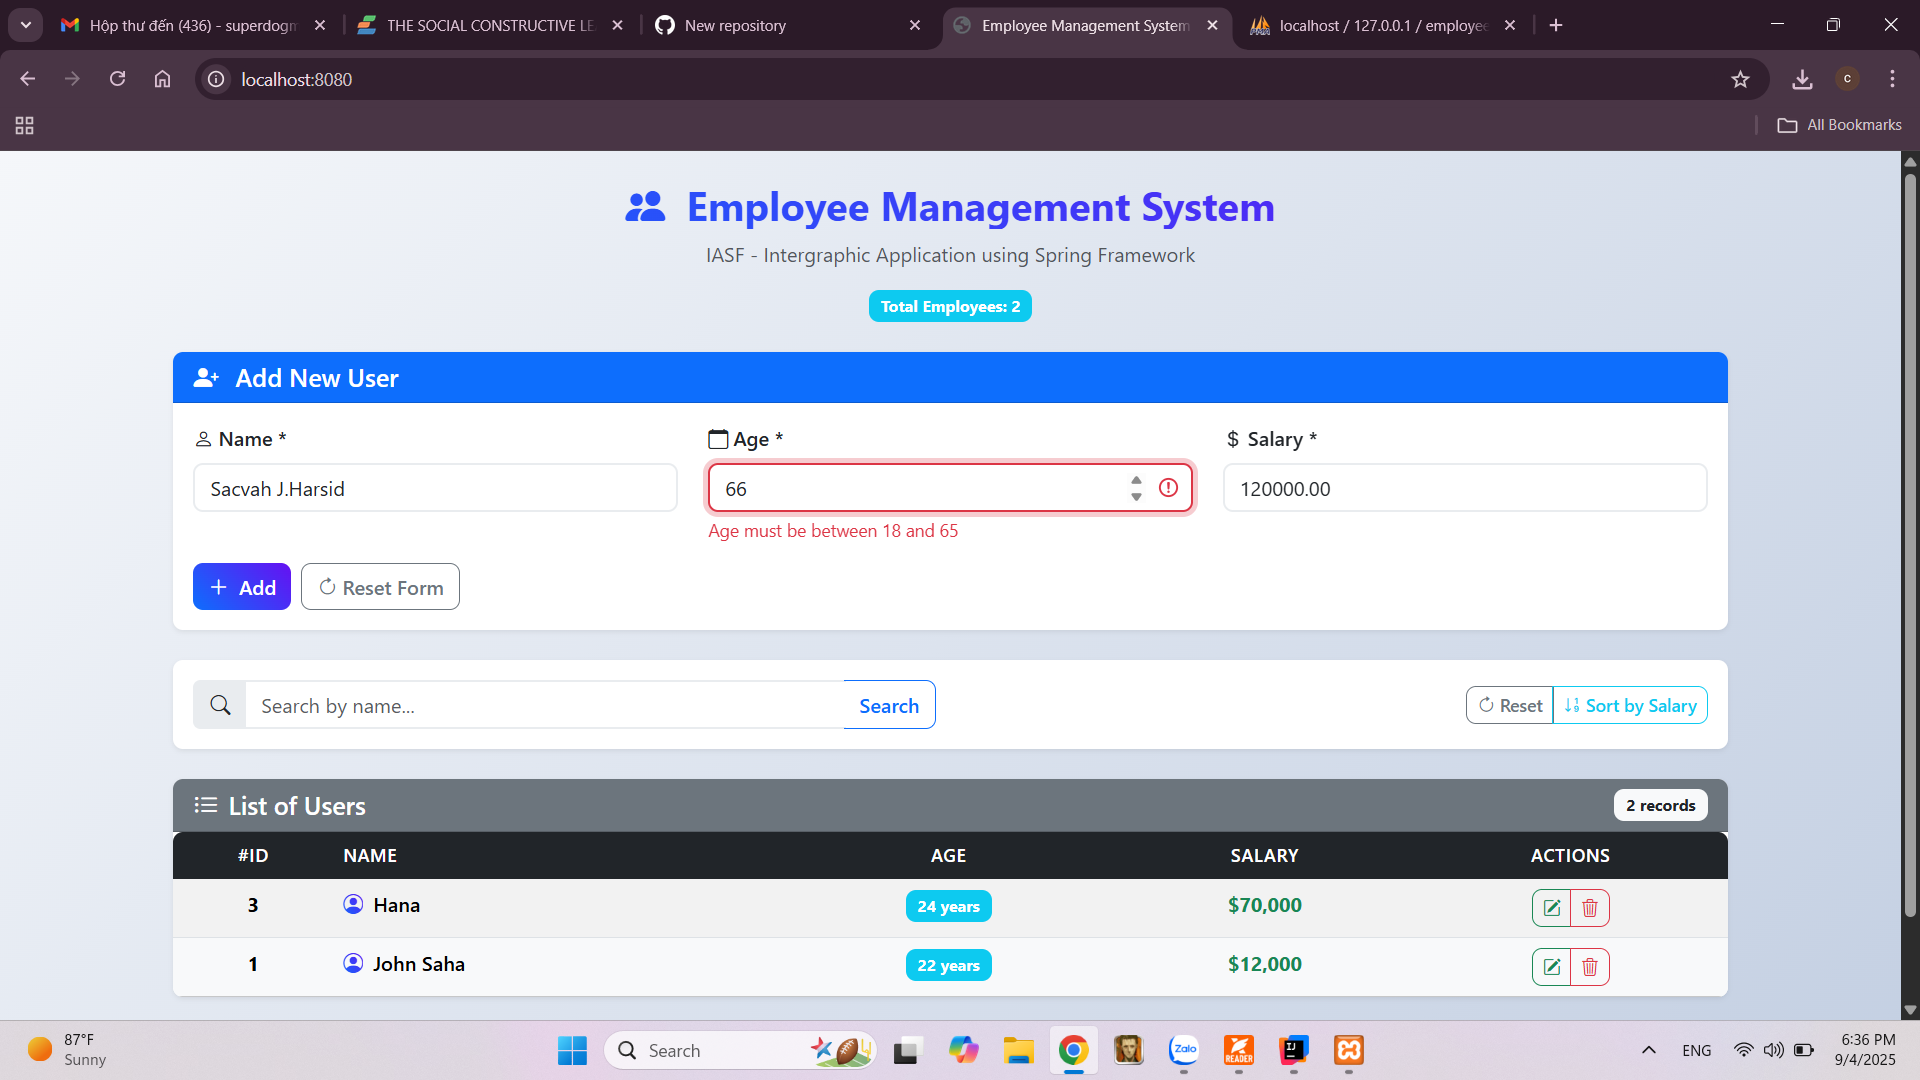 Hộp thư đến (436) - superdogm
THE SOCIAL CONSTRUCTIVE LE
New repository
Employee Management System
localhost / 127.0.0.1 / employee
localhost:8080
c
All Bookmarks
Employee Management System
IASF - Intergraphic Application using Spring Framework
Total Employees: 2
Add New User
Name *
Age *
$ Salary *
Sacvah J.Harsid
66
120000.00
Age must be between 18 and 65
+ Add
Reset Form
Search by name...
Search
Reset
Sort by Salary
List of Users
2 records
#ID NAME AGE SALARY ACTIONS
3 Hana 24 years $70,000
1 John Saha 22 years $12,000
87°F
Sunny
Search
Zalo
READER
IJ
ENG
6:36 PM
9/4/2025